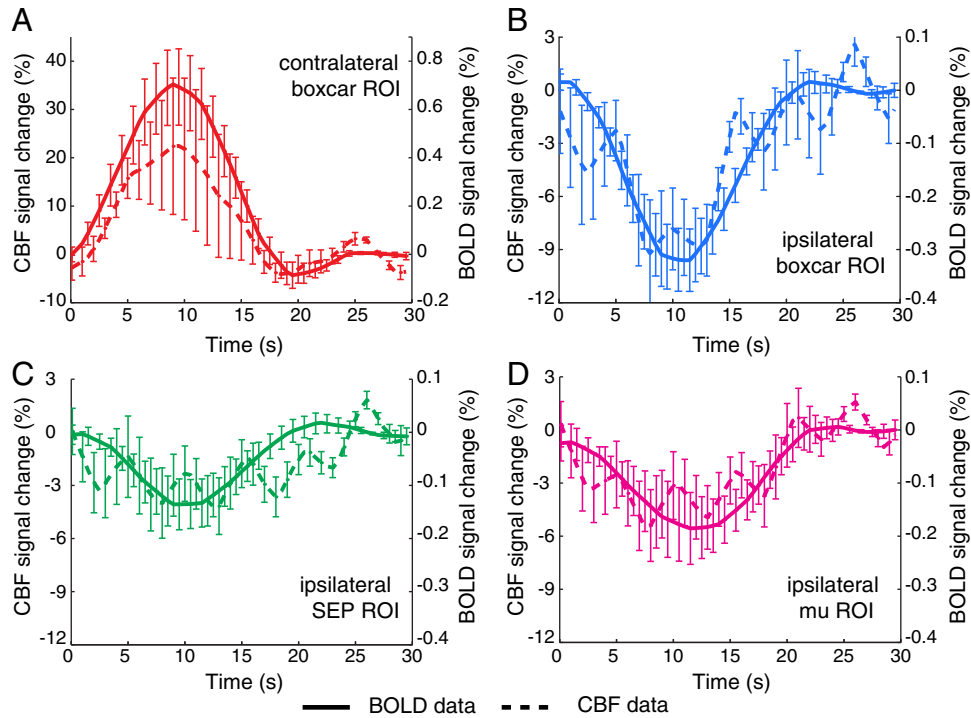 A
CBF signal change (%)
40
30
20
10
0
-10
contralateral
boxcar ROI
0.8
0.6
0.4
0.2
0
-0.2
BOLD signal change (%)
0 5 10 15 20 25 30
Time (s)
B
CBF signal change (%)
3
0
-3
-6
-9
-12
ipsilateral
boxcar ROI
0.1
0
-0.1
-0.2
-0.3
-0.4
BOLD signal change (%)
0 5 10 15 20 25 30
Time (s)
C
CBF signal change (%)
3
0
-3
-6
-9
-12
ipsilateral
SEP ROI
0.1
0
-0.1
-0.2
-0.3
-0.4
BOLD signal change (%)
0 5 10 15 20 25 30
Time (s)
D
CBF signal change (%)
3
0
-3
-6
-9
-12
ipsilateral
mu ROI
0.1
0
-0.1
-0.2
-0.3
-0.4
BOLD signal change (%)
0 5 10 15 20 25 30
Time (s)
BOLD data CBF data